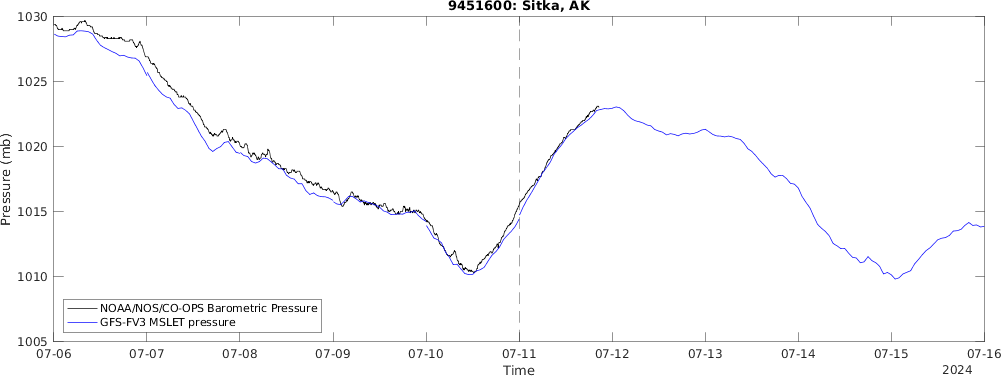 9451600: Sitka, AK
1030
1025
1020
1015
1010
1005
Pressure (mb)
NOAA/NOS/CO-OPS Barometric Pressure
GFS-FV3 MSLET pressure
07-06 07-07 07-08 07-09 07-10 07-11 07-12 07-13 07-14 07-15 07-16
Time
2024